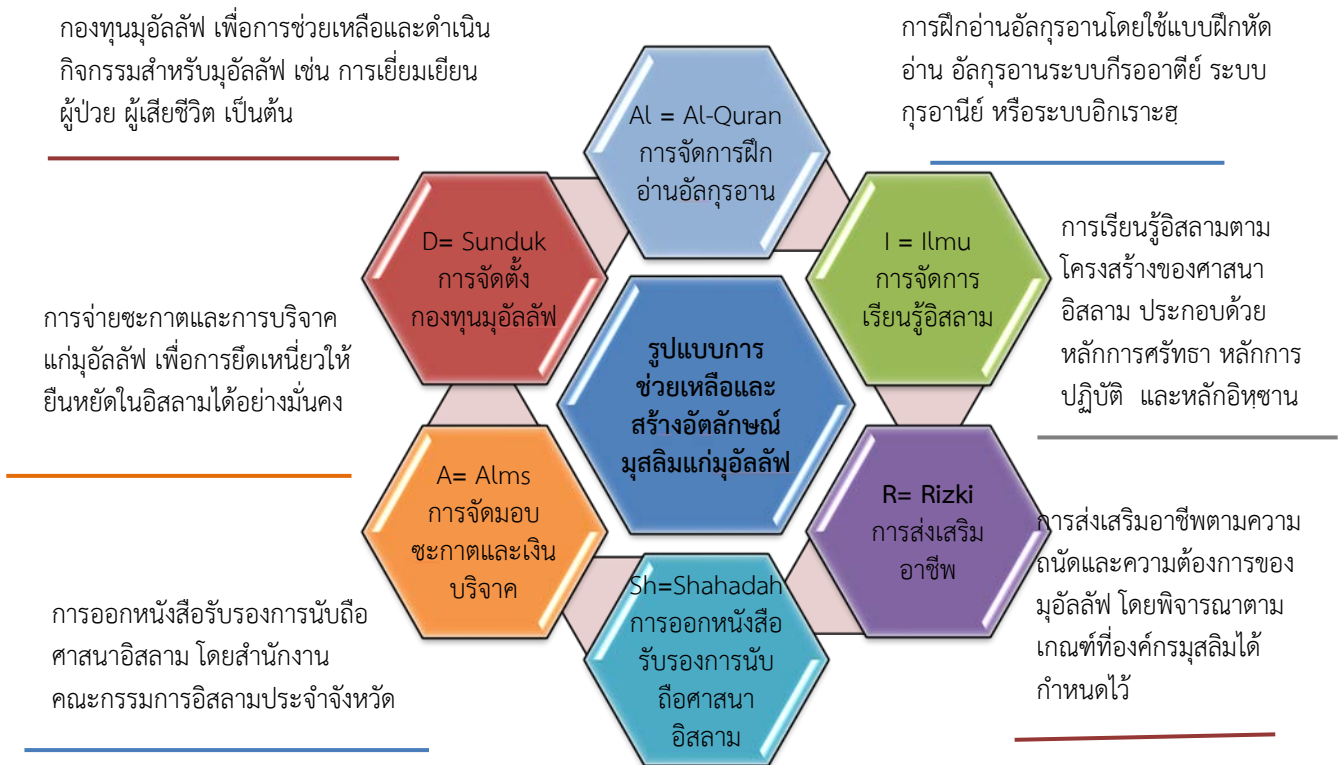 กองทุนมุอัลลัฟ เพื่อการช่วยเหลือและดำเนิน
กิจกรรมสำหรับมุอัลลัฟ เช่น การเยี่ยมเยียน
ผู้ป่วย ผู้เสียชีวิต เป็นต้น
การฝึกอ่านอัลกุรอานโดยใช้แบบฝึกหัด
อ่าน อัลกุรอานระบบกีรออาตีย์ ระบบ
กุรอานีย์ หรือระบบอิกเราะฮฺ
Al = Al-Quran
การจัดการฝึก
อ่านอัลกุรอาน
D= Sunduk
การจัดตั้ง
กองทุนมุอัลลัฟ
I = Ilmu
การจัดการ
เรียนรู้อิสลาม
การเรียนรู้อิสลามตาม
โครงสร้างของศาสนา
อิสลาม ประกอบด้วย
หลักการศรัทธา หลักการ
ปฏิบัติ และหลักอิหฺซาน
การจ่ายซะกาตและการบริจาค
แก่มุอัลลัฟ เพื่อการยึดเหนี่ยวให้
ยืนหยัดในอิสลามได้อย่างมั่นคง
รูปแบบการ
ช่วยเหลือและ
สร้างอัตลักษณ์
มุสลิมแก่มุอัลลัฟ
A= Alms
การจัดมอบ
ซะกาตและเงิน
บริจาค
R= Rizki
การส่งเสริม
อาชีพ
การส่งเสริมอาชีพตามความ
ถนัดและความต้องการของ
มุอัลลัฟ โดยพิจารณาตาม
เกณฑ์ที่องค์กรมุสลิมได้
กำหนดไว้
Sh=Shahadah
การออกหนังสือ
รับรองการนับ
ถือศาสนา
อิสลาม
การออกหนังสือรับรองการนับถือ
ศาสนาอิสลาม โดยสำนักงาน
คณะกรรมการอิสลามประจำจังหวัด